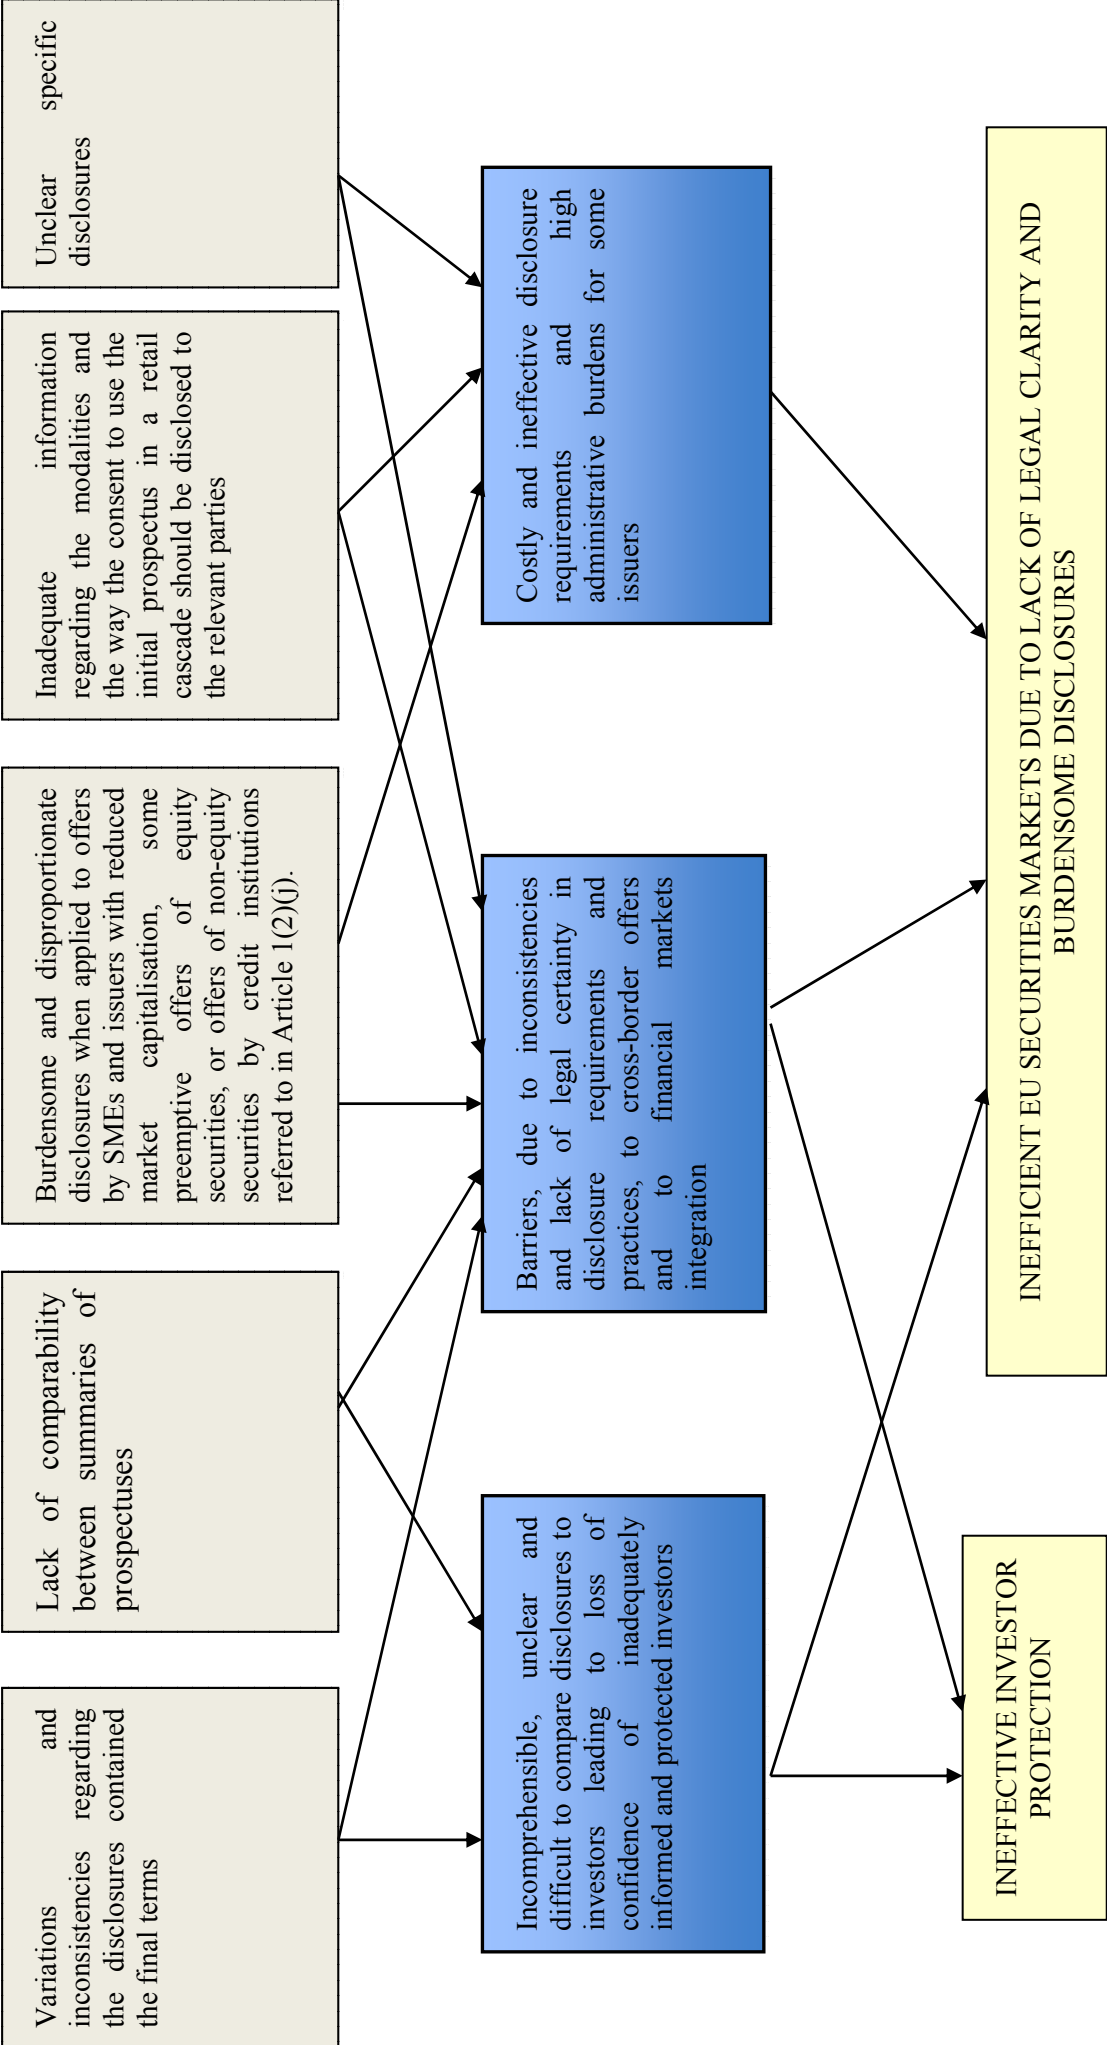 Variations and
inconsistencies regarding
the disclosures contained
the final terms
Lack of comparability
between summaries of
prospectuses
Burdensome and disproportionate
disclosures when applied to offers
by SMEs and issuers with reduced
market capitalisation, some
preemptive offers of equity
securities, or offers of non-equity
securities by credit institutions
referred to in Article 1(2)(j).
Inadequate information
regarding the modalities and
the way the consent to use the
initial prospectus in a retail
cascade should be disclosed to
the relevant parties
Unclear specific
disclosures
Incomprehensible, unclear and
difficult to compare disclosures to
investors leading to loss of
confidence of inadequately
informed and protected investors
Barriers, due to inconsistencies
and lack of legal certainty in
disclosure requirements and
practices, to cross-border offers
and to financial markets
integration
Costly and ineffective disclosure
requirements and high
administrative burdens for some
issuers
INEFFECTIVE INVESTOR
PROTECTION
INEFFICIENT EU SECURITIES MARKETS DUE TO LACK OF LEGAL CLARITY AND
BURDENSOME DISCLOSURES